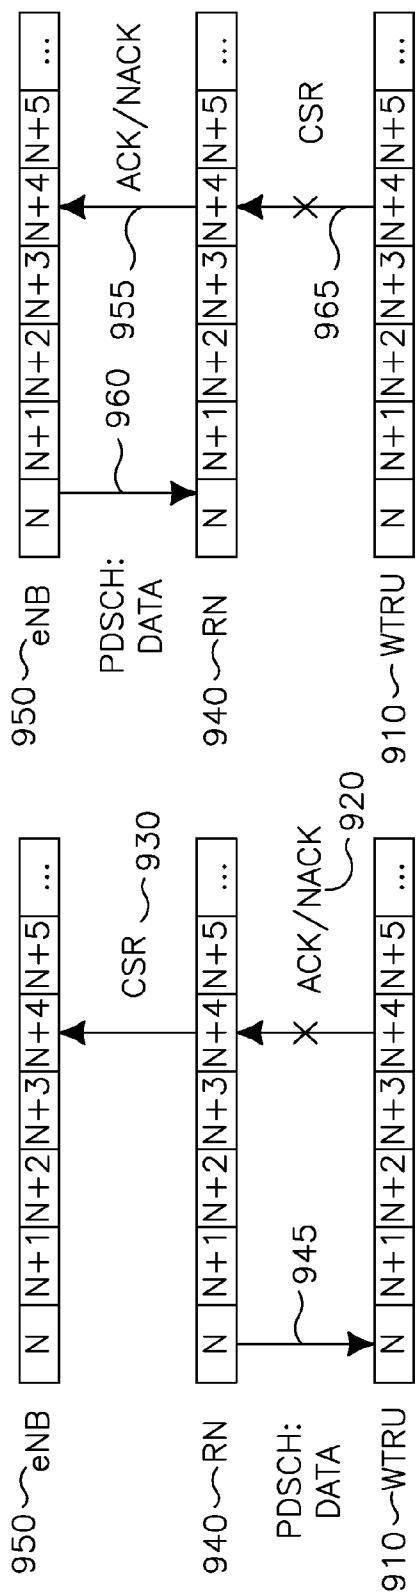 950 eNB N N+1 N+2 N+3 N+4 N+5 ...
CSR 930
940 RN N N+1 N+2 N+3 N+4 N+5 ...
PDSCH:
DATA
945
ACK/NACK
920
910 WTRU N N+1 N+2 N+3 N+4 N+5 ...
950 eNB N N+1 N+2 N+3 N+4 N+5 ...
PDSCH:
DATA
960
955
ACK/NACK
940 RN N N+1 N+2 N+3 N+4 N+5 ...
965
CSR
910 WTRU N N+1 N+2 N+3 N+4 N+5 ...